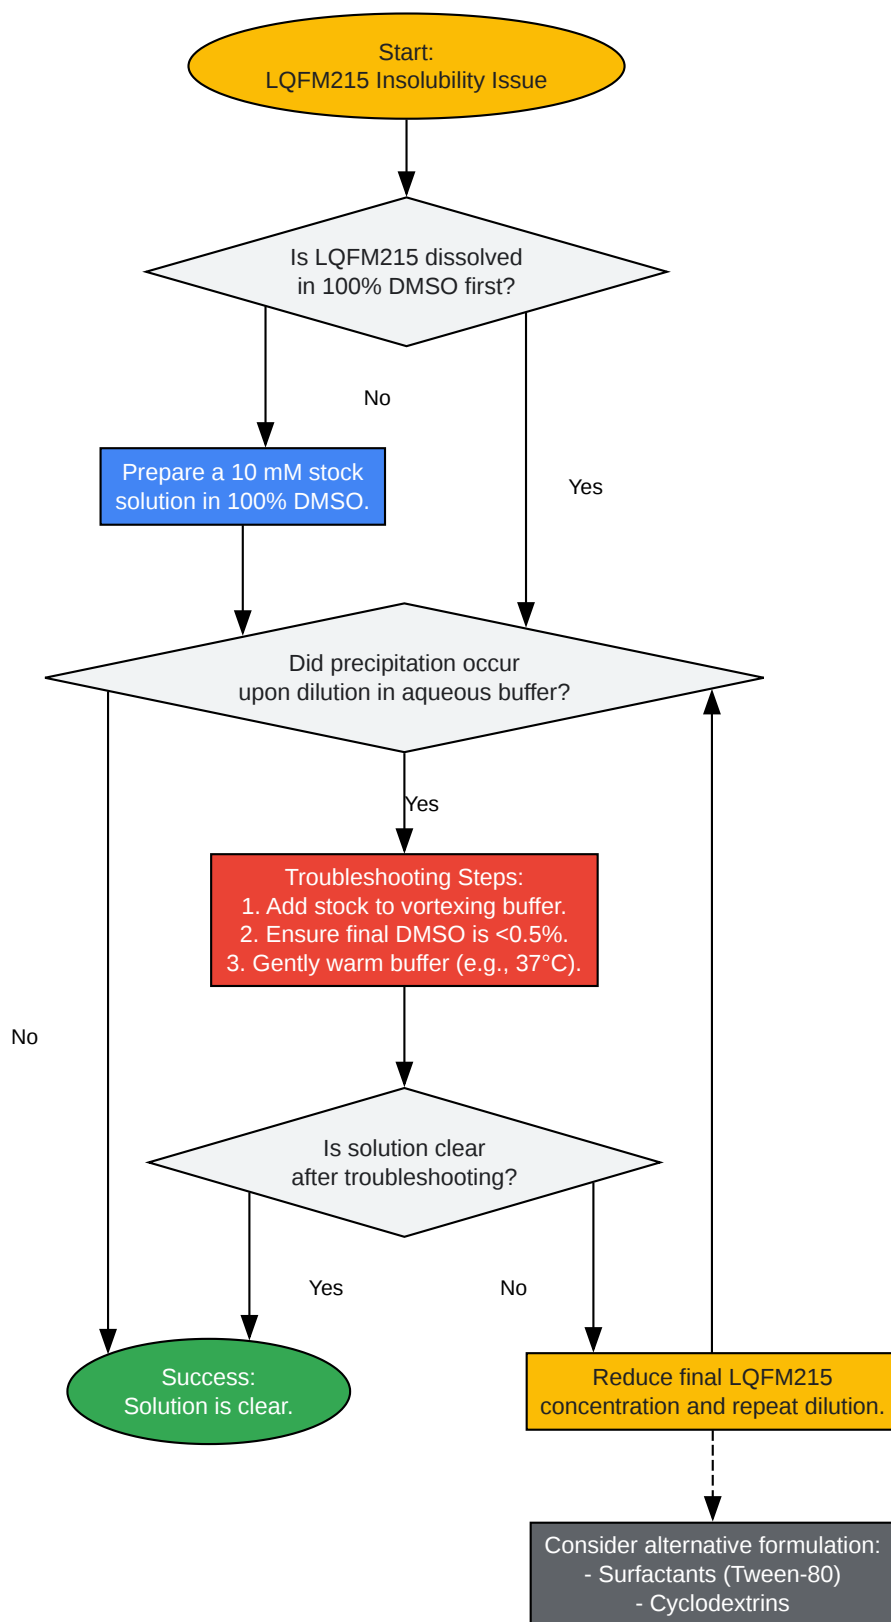 Start:
LQFM215 Insolubility Issue
Is LQFM215 dissolved
in 100% DMSO first?
No
Prepare a 10 mM stock
solution in 100% DMSO.
Yes
Did precipitation occur
upon dilution in aqueous buffer?
Yes
Troubleshooting Steps:
1. Add stock to vortexing buffer.
2. Ensure final DMSO is <0.5%.
3. Gently warm buffer (e.g., 37°C).
No
Is solution clear
after troubleshooting?
Yes
No
Success:
Solution is clear.
Reduce final LQFM215
concentration and repeat dilution.
Consider alternative formulation:
- Surfactants (Tween-80)
- Cyclodextrins